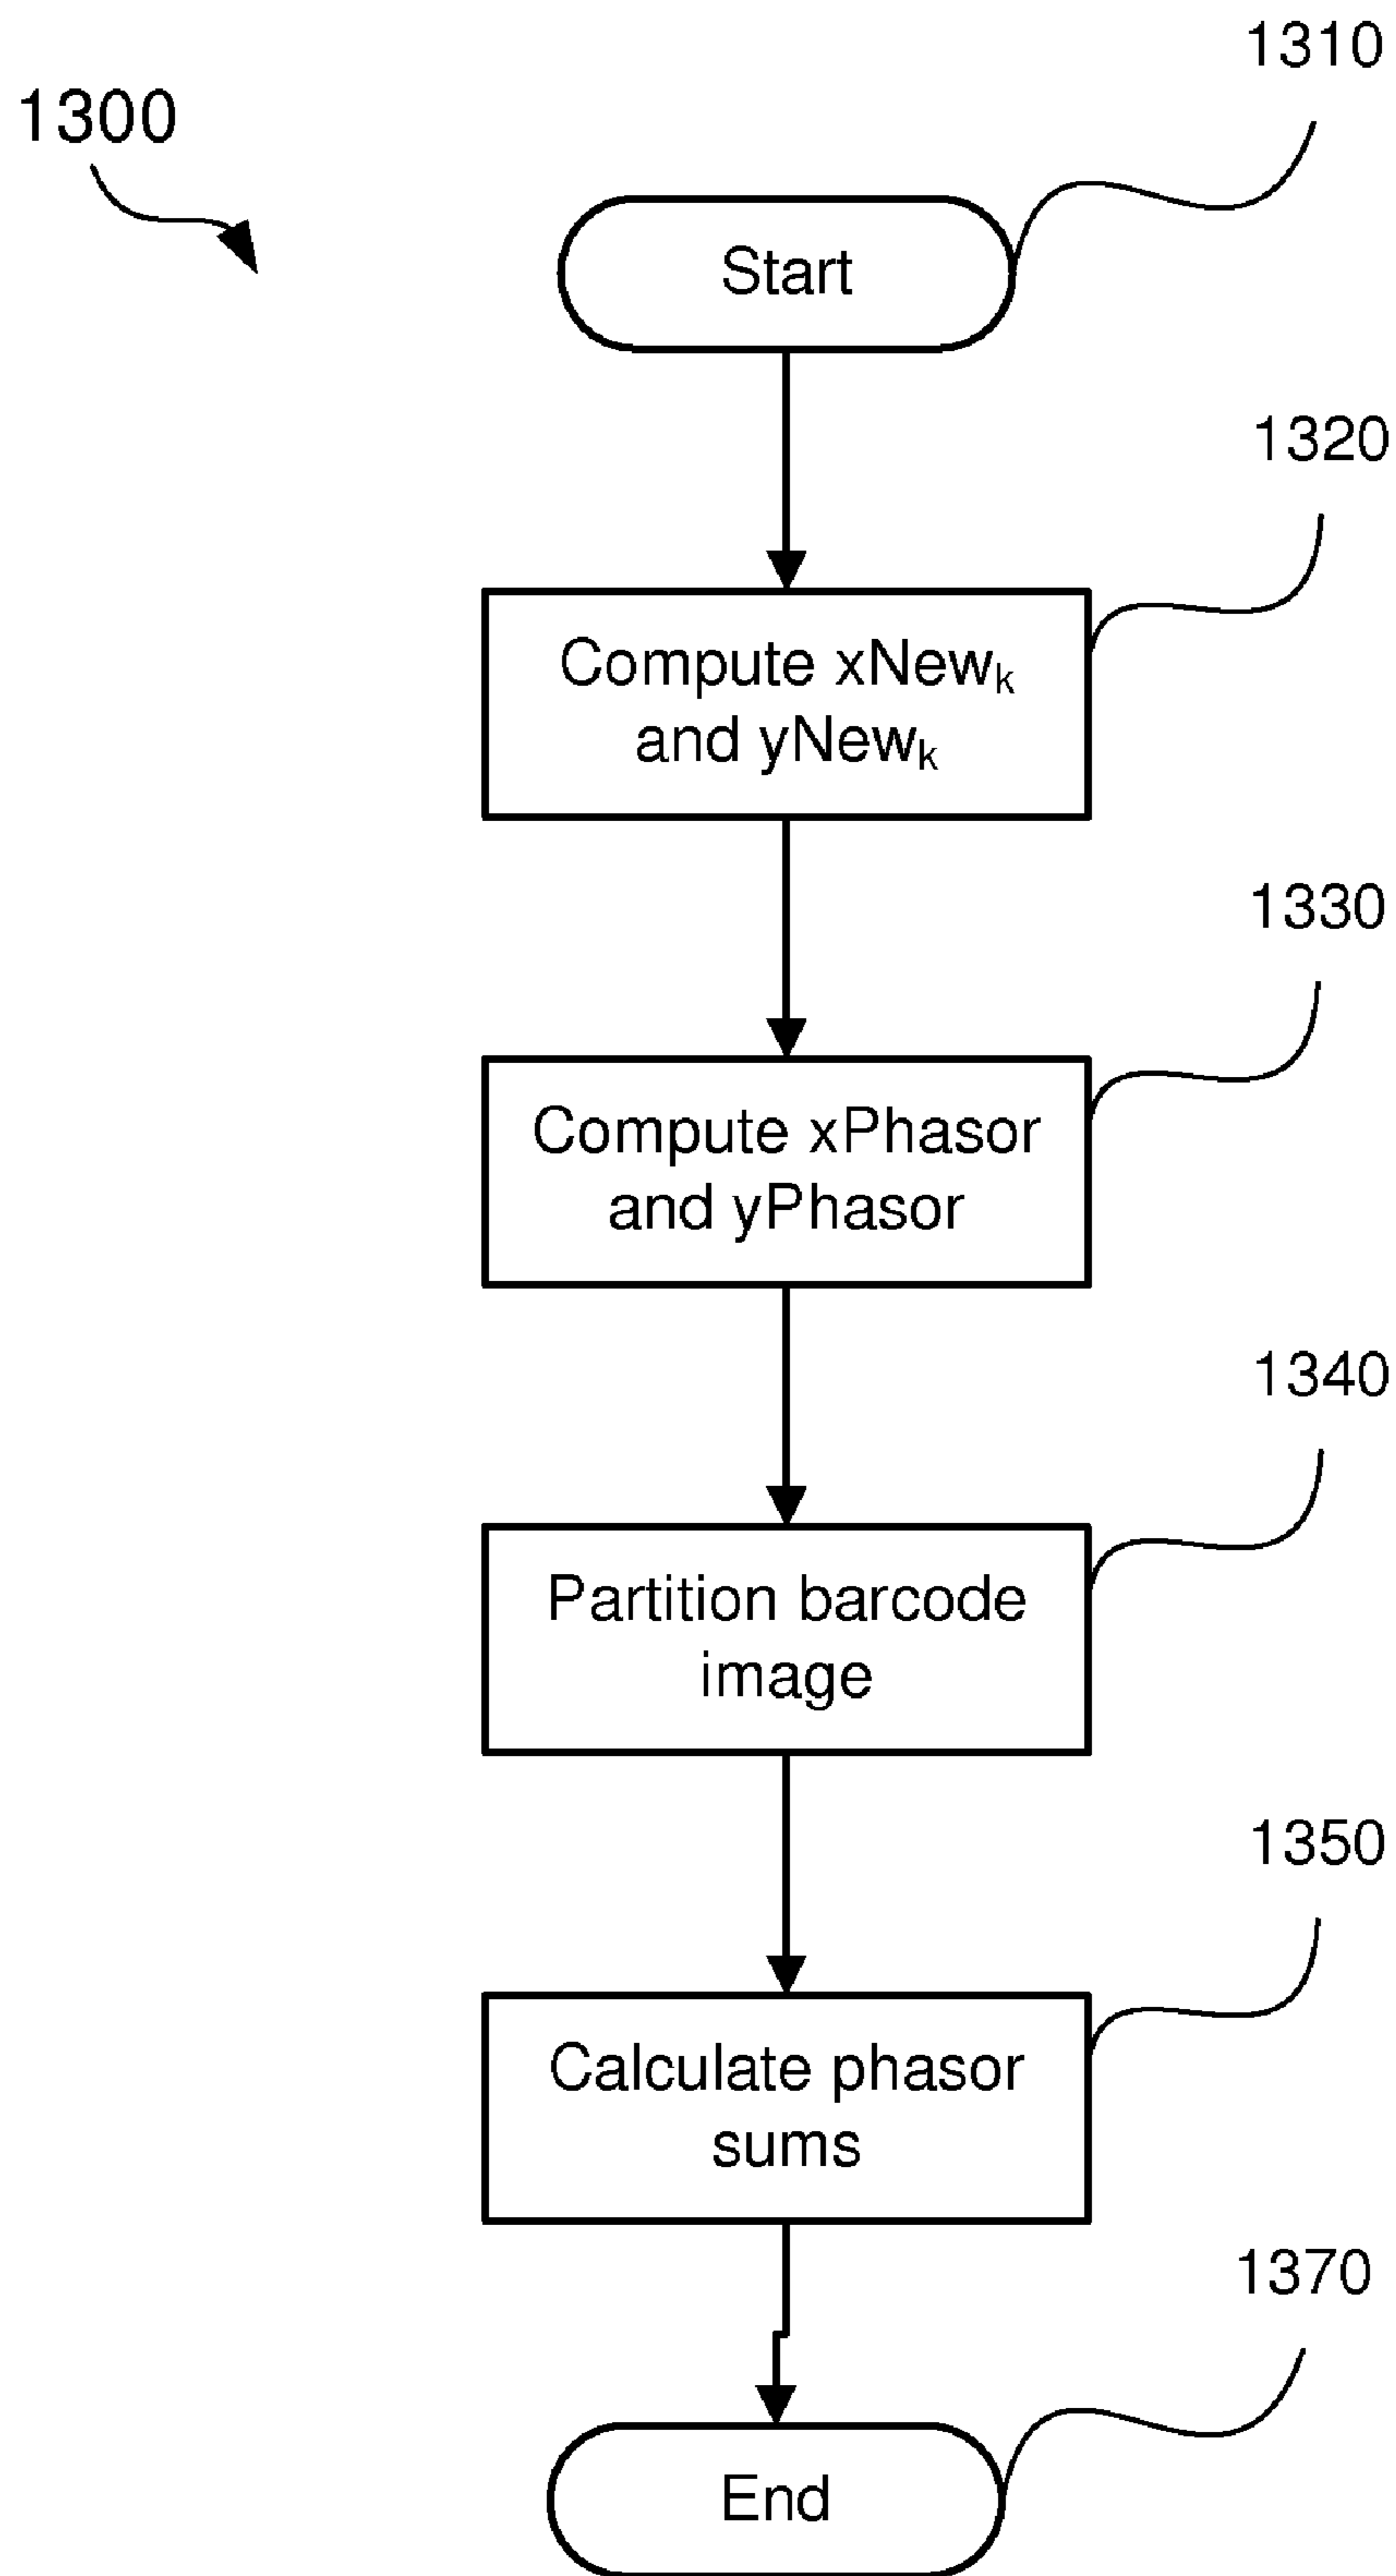 1310
1300
Start
1320
Compute xNewₖ
and yNewₖ
1330
Compute xPhasor
and yPhasor
1340
Partition barcode
image
1350
Calculate phasor
sums
1370
End